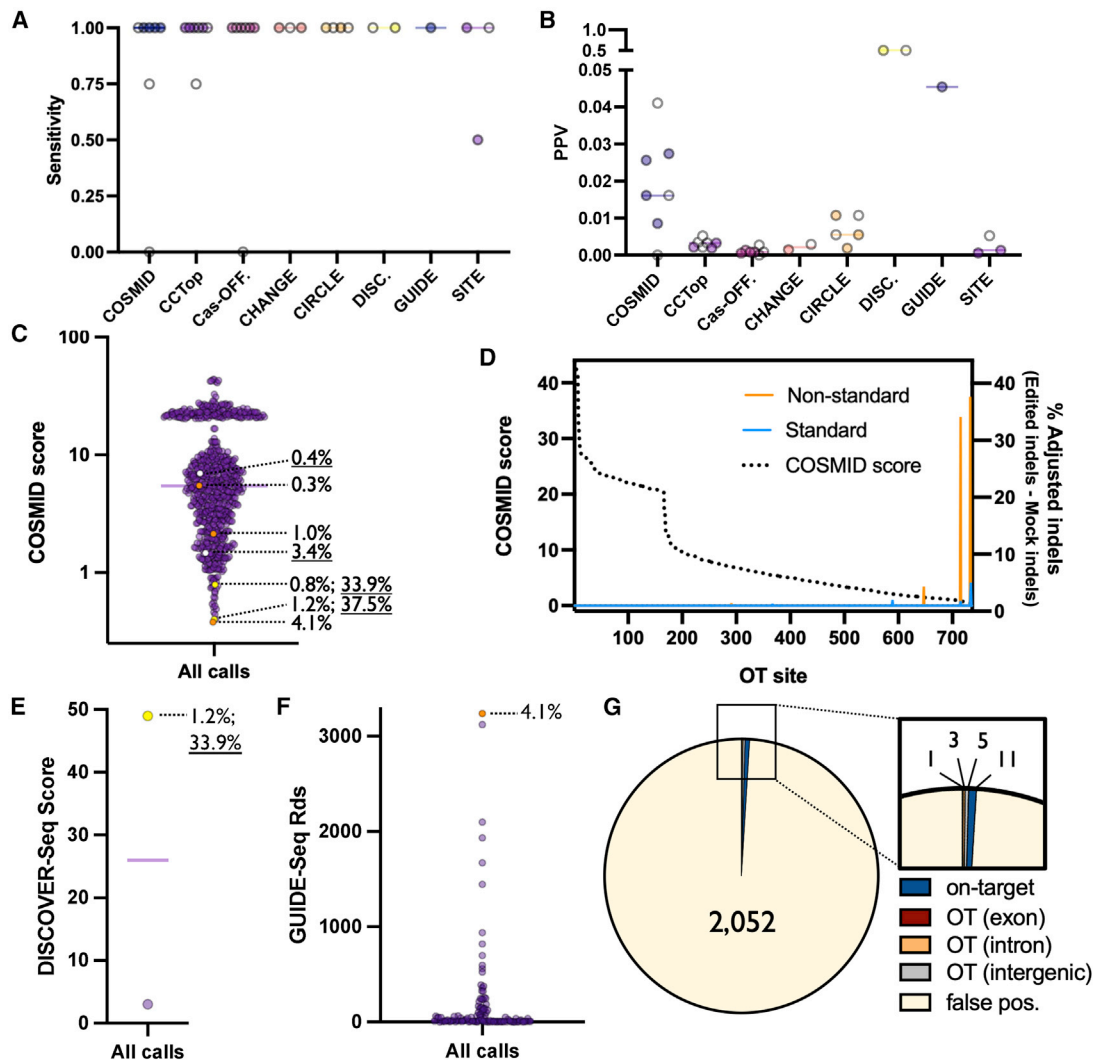 A
Sensitivity
1.00
0.75
0.50
0.25
0.00
COSMID
CCTop
Cas-OFF.
CHANGE
CIRCLE
DISC.
GUIDE
SITE
B
PPV
1.0
0.5
0.05
0.04
0.03
0.02
0.01
0.00
COSMID
CCTop
Cas-OFF.
CHANGE
CIRCLE
DISC.
GUIDE
SITE
C
COSMID score
100
10
1
0.4%
0.3%
1.0%
3.4%
0.8%; 33.9%
1.2%; 37.5%
4.1%
All calls
D
COSMID score
40
30
20
10
0
Non-standard
Standard
COSMID score
40
30
20
10
0
% Adjusted indels
(Edited indels - Mock indels)
100 200 300 400 500 600 700
OT site
E
DISCOVER-Seq Score
50
40
30
20
10
0
1.2%;
33.9%
All calls
F
GUIDE-Seq Rds
3000
2000
1000
0
4.1%
All calls
G
2,052
1 3 5 11
on-target
OT (exon)
OT (intron)
OT (intergenic)
false pos.